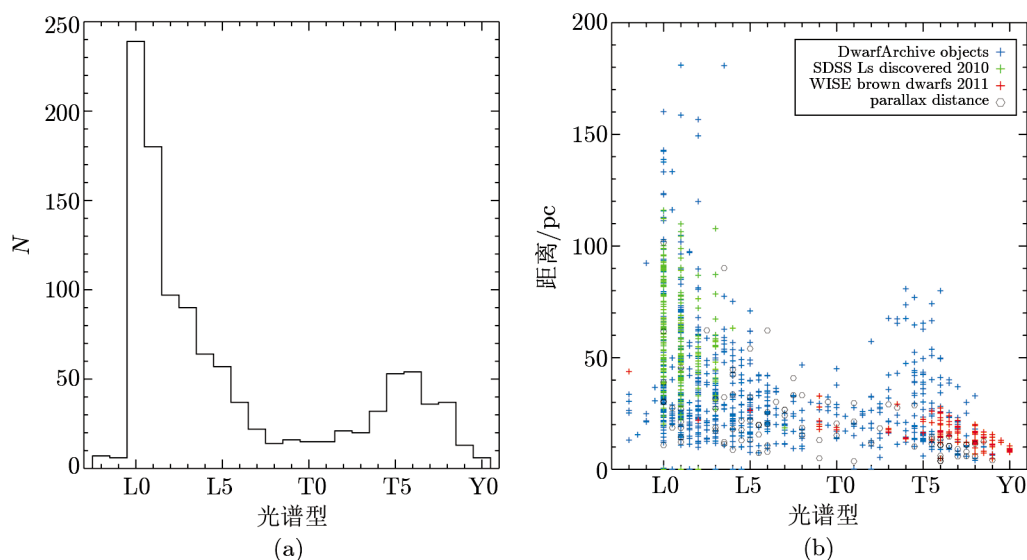 250
200
150
100
50
0
N
L0 L5 T0 T5 Y0
光谱型
(a)
200
150
100
50
0
距离/pc
DwarfArchive objects
SDSS Ls discovered 2010
WISE brown dwarfs 2011
parallax distance
L0 L5 T0 T5 Y0
光谱型
(b)